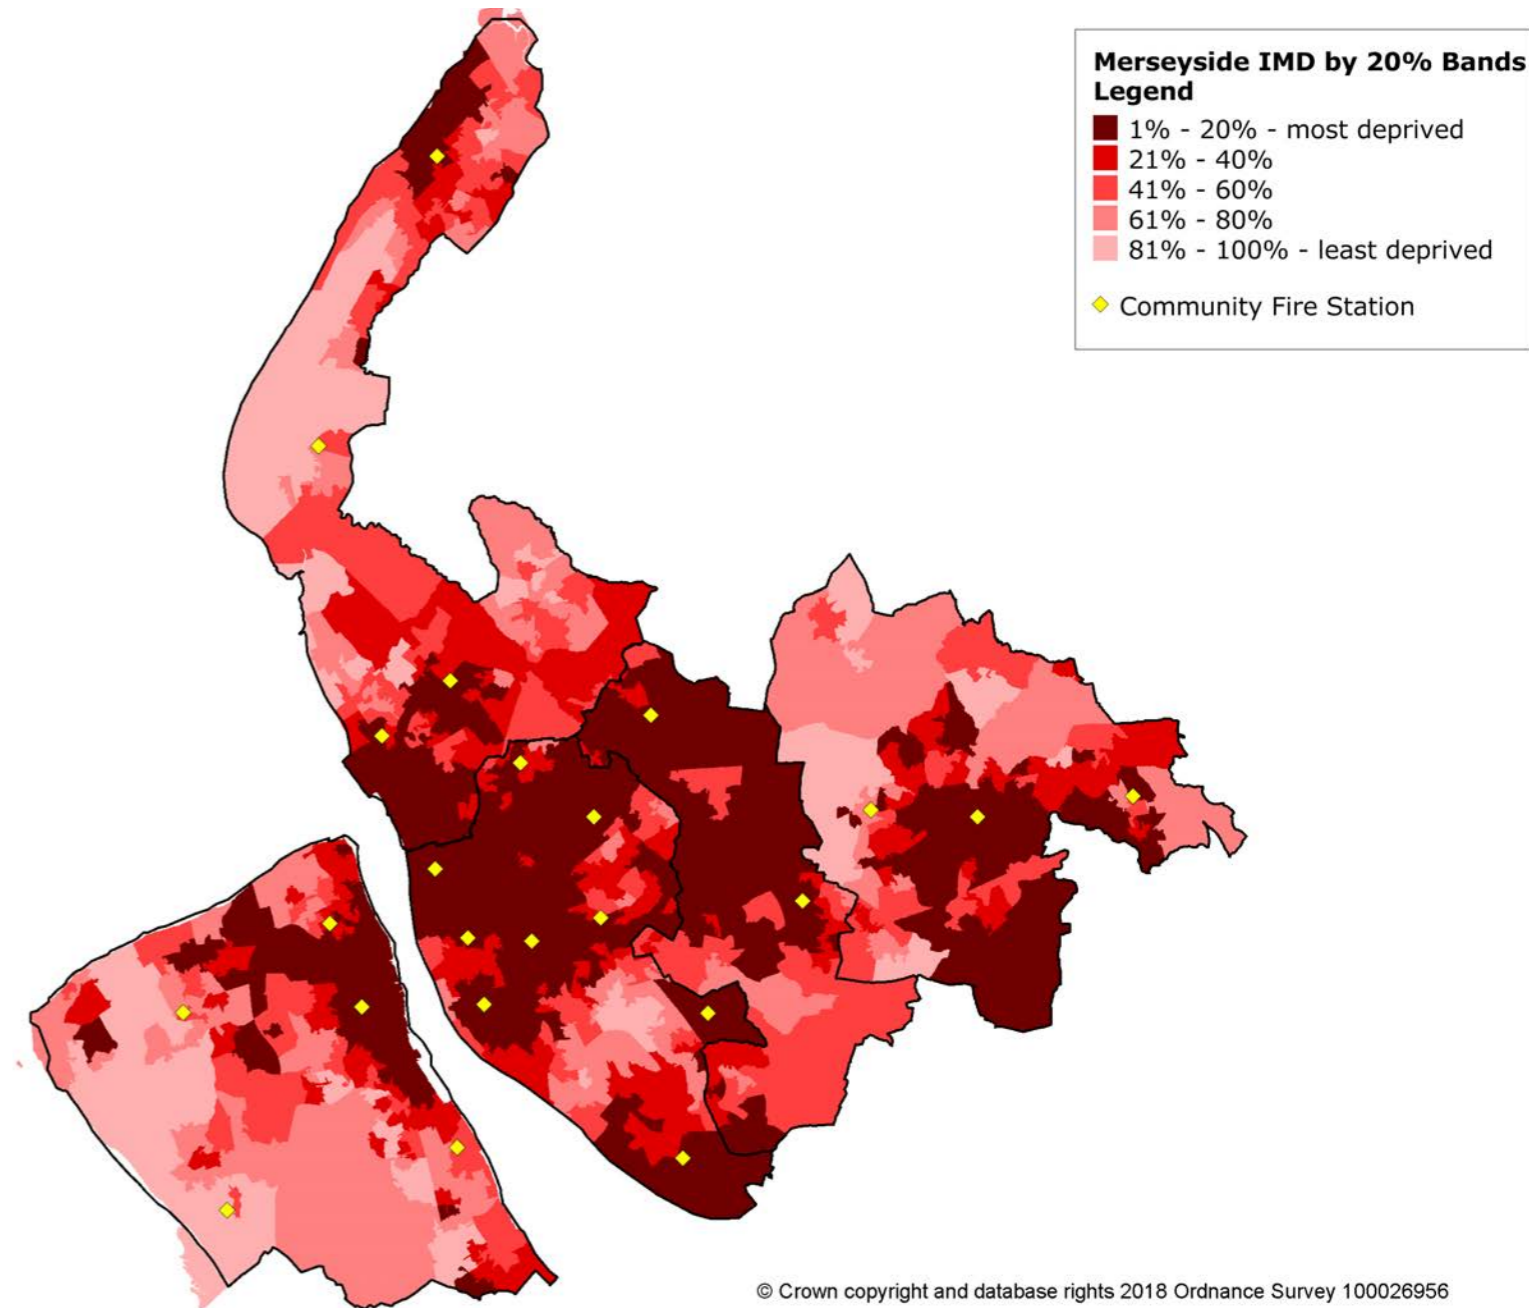 Merseyside IMD by 20% Bands
Legend
1% - 20% - most deprived
21% - 40%
41% - 60%
61% - 80%
81% - 100% - least deprived
Community Fire Station
© Crown copyright and database rights 2018 Ordnance Survey 100026956